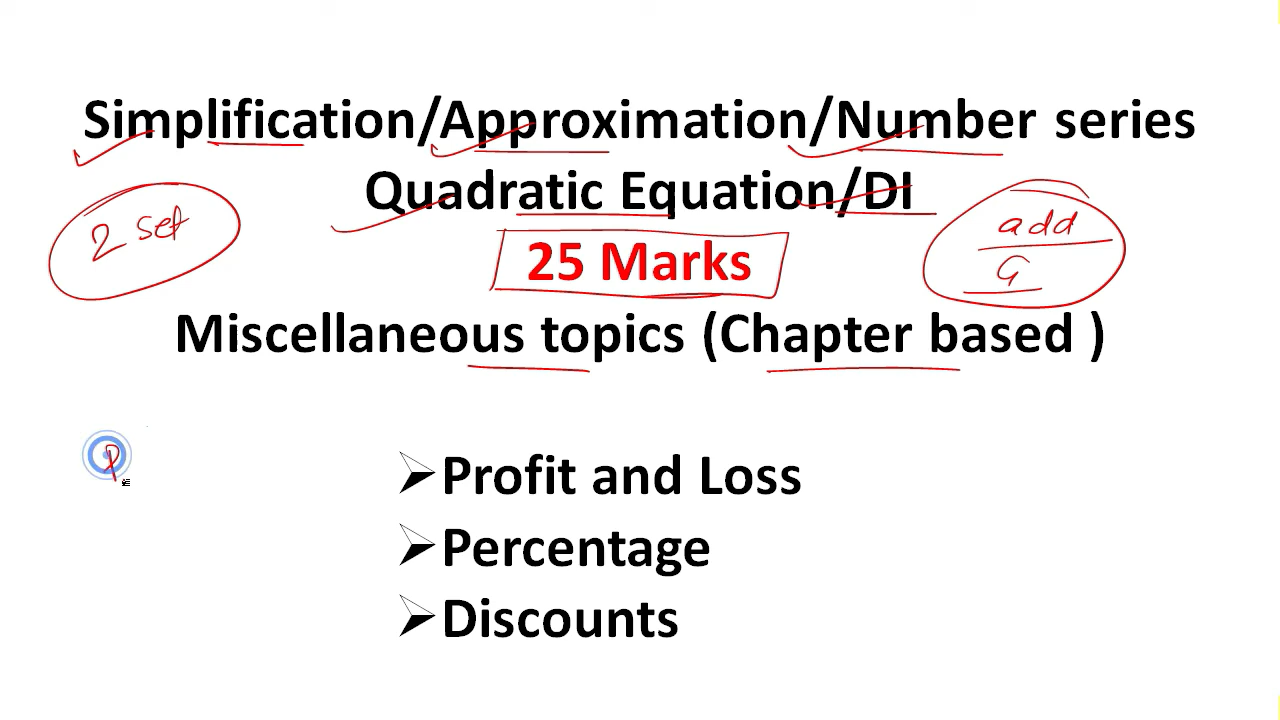 Simplification/Approximation/Number series
Quadratic Equation/DI
2 set
add
25 Marks
Miscellaneous topics (Chapter based )
P
➢Profit and Loss
➢Percentage
➢Discounts